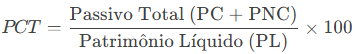 PCT = Passivo Total (PC + PNC) / Patrimônio Líquido (PL) × 100